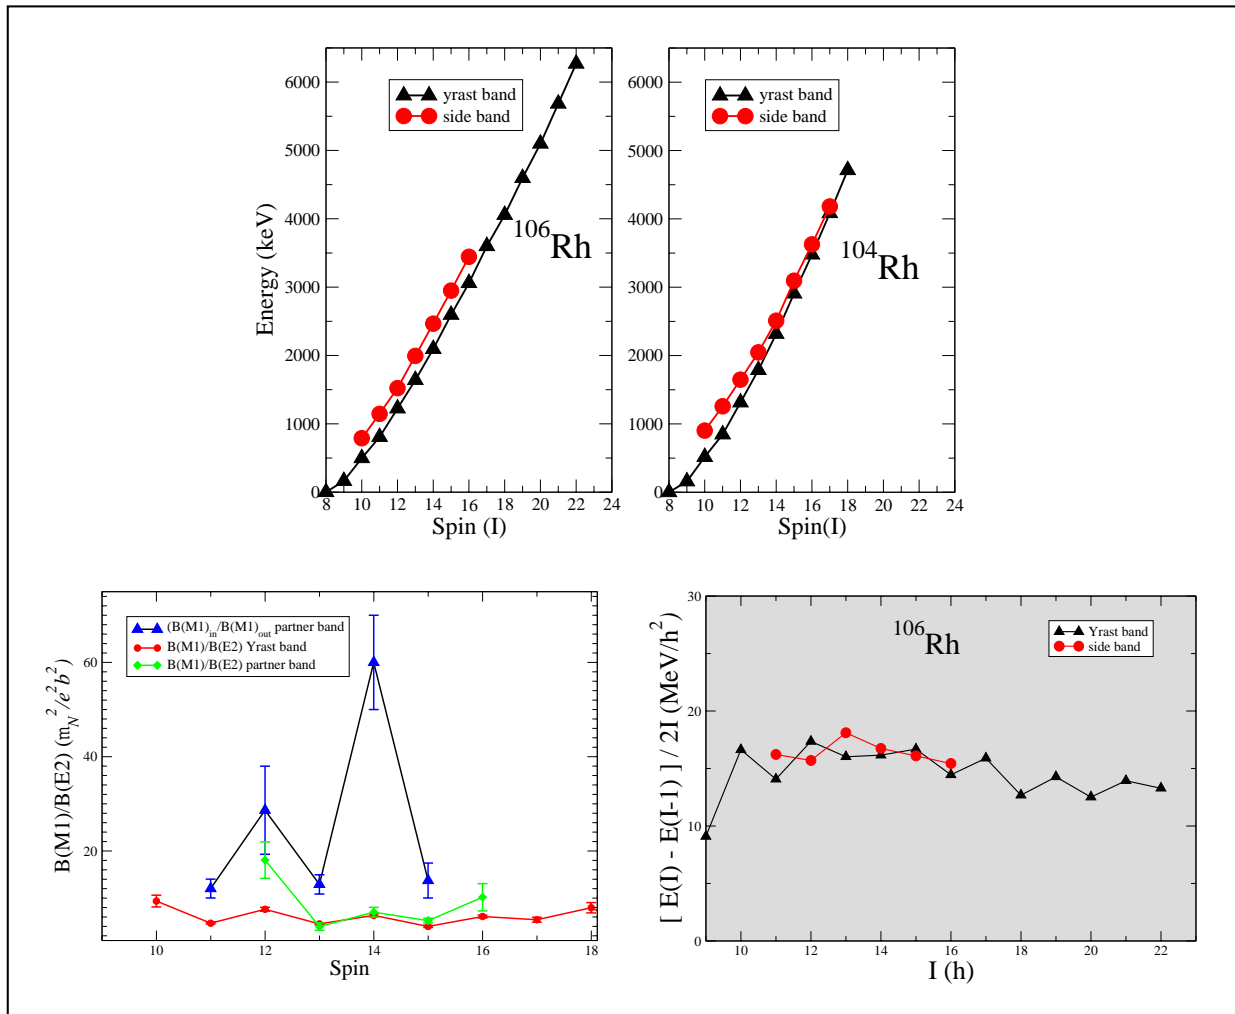 yrast band
side band
6000
5000
4000
3000
2000
1000
0
Energy (keV)
106Rh
8 10 12 14 16 18 20 22 24
Spin (I)
yrast band
side band
6000
5000
4000
3000
2000
1000
0
104Rh
8 10 12 14 16 18 20 22 24
Spin(I)
(B(M1)in/B(M1)out partner band
B(M1)/B(E2) Yrast band
B(M1)/B(E2) partner band
60
40
20
B(M1)/B(E2) (mN2/e2b2)
10 12 14 16 18
Spin
106Rh
Yrast band
side band
30
20
10
0
[ E(I) - E(I-1) ] / 2I (MeV/h2)
10 12 14 16 18 20 22
I (h)